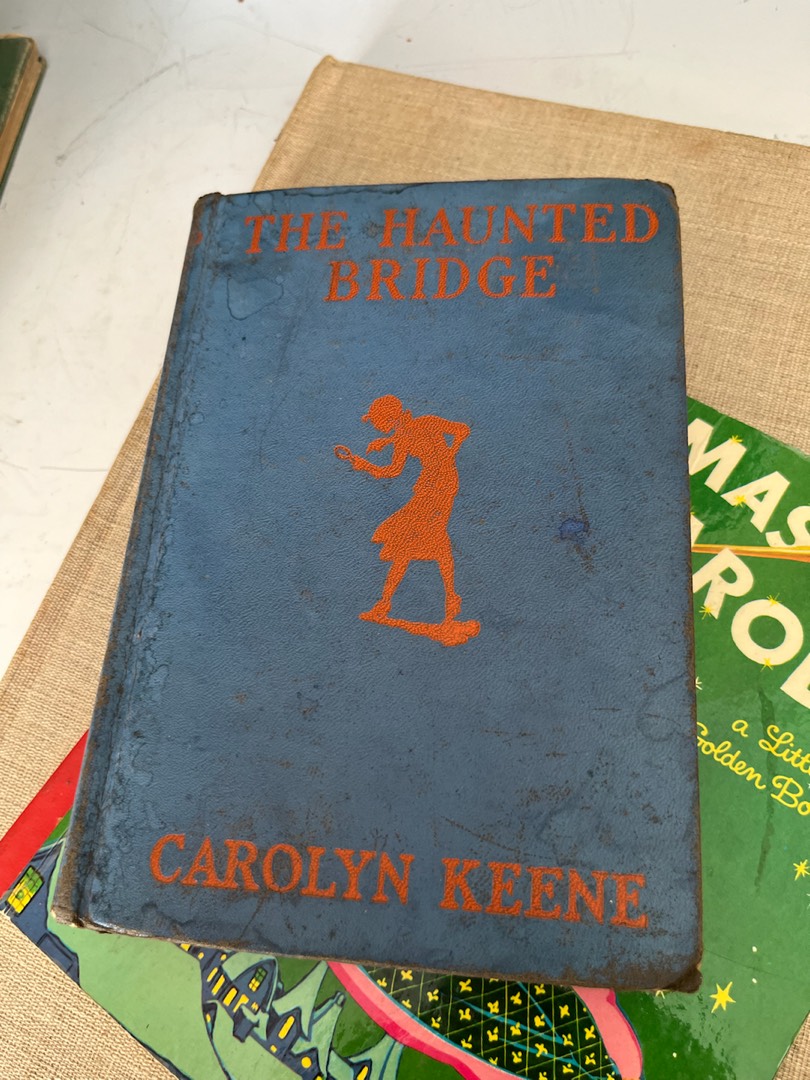 THE HAUNTED
BRIDGE
CAROLYN KEENE
MAS
ROL
a Litt
Golden Bo